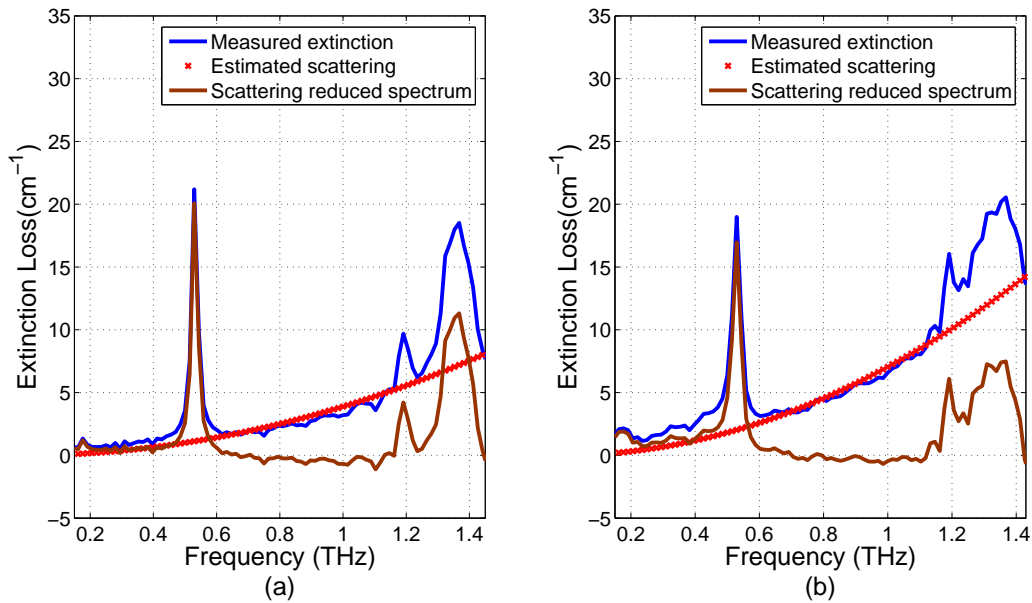 35
30
25
20
15
10
5
0
−5
0.2 0.4 0.6 0.8 1 1.2 1.4
Extinction Loss(cm⁻¹)
Frequency (THz)
Measured extinction
Estimated scattering
Scattering reduced spectrum
(a)
35
30
25
20
15
10
5
0
−5
0.2 0.4 0.6 0.8 1 1.2 1.4
Extinction Loss(cm⁻¹)
Frequency (THz)
Measured extinction
Estimated scattering
Scattering reduced spectrum
(b)